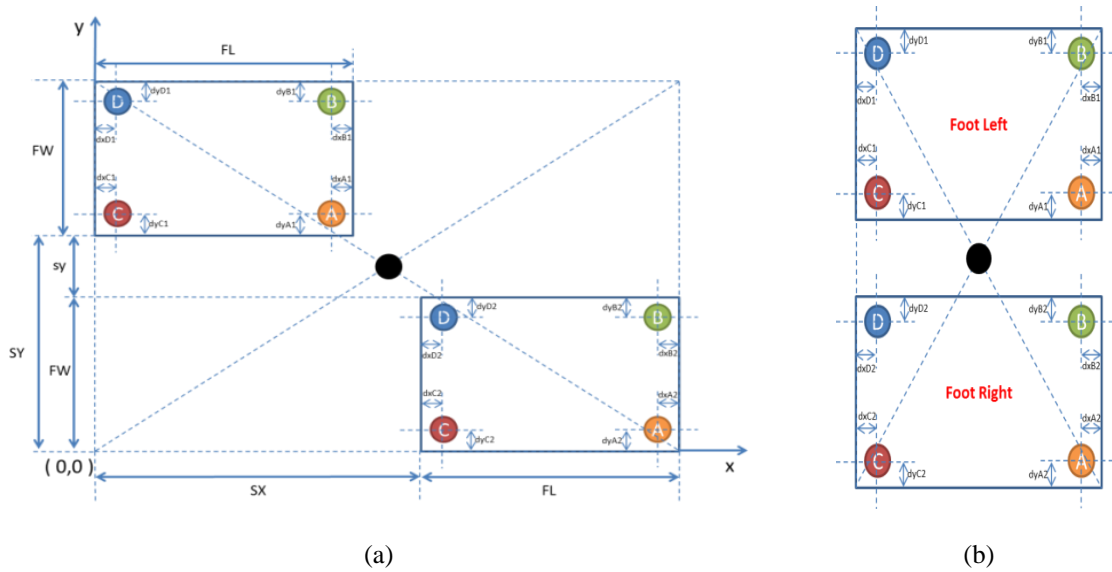 y
FL
D
dyD1
dyB1
B
dxD1
dxB1
FW
dxC1
dxA1
C
dyC1
dyA1
A
sy
SY
FW
D
dyD2
dyB2
B
dxD2
dxB2
dxC2
dxA2
C
dyC2
dyA2
A
( 0,0 )
x
SX
FL
(a)
D
dyD1
dyB1
B
dxD1
dxB1
Foot Left
dxC1
dxA1
C
dyC1
dyA1
A
D
dyD2
dyB2
B
dxD2
dxB2
Foot Right
dxC2
dxA2
C
dyC2
dyA2
A
(b)